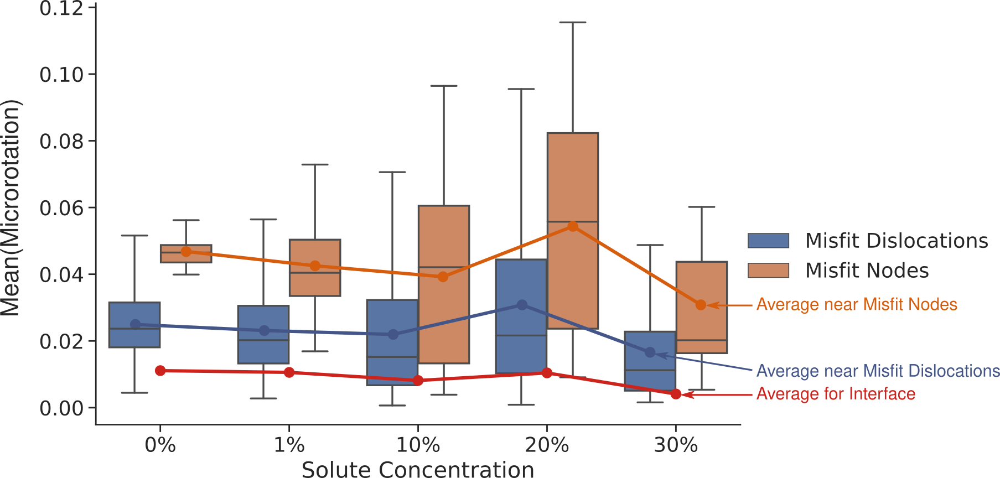 0.12
0.10
0.08
0.06
0.04
0.02
0.00
Mean(Microrotation)
0%
1%
10%
20%
30%
Solute Concentration
Misfit Dislocations
Misfit Nodes
Average near Misfit Nodes
Average near Misfit Dislocations
Average for Interface